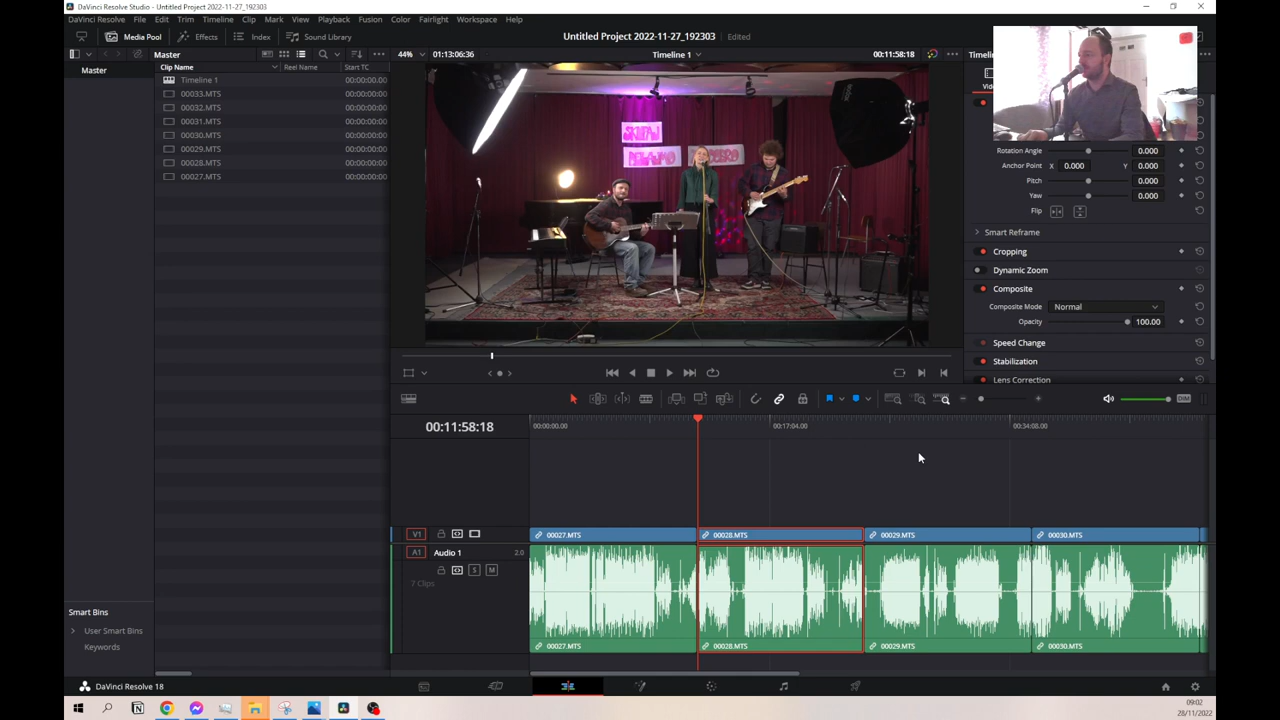 DaVinci Resolve Studio - Untitled Project 2022-11-27_192303
DaVinci Resolve File Edit Trim Timeline Clip Mark View Playback Fusion Color Fairlight Workspace Help
Media Pool Effects Index Sound Library
Untitled Project 2022-11-27_192303 Edited
Master
44% 01:13:06:36
Timeline 1
00:11:58:18
Clip Name Reel Name Start TC
Master
Timeline 1 00:00:00:00
00033.MTS 00:00:00:00
00032.MTS 00:00:00:00
00031.MTS 00:00:00:00
00030.MTS 00:00:00:00
00029.MTS 00:00:00:00
00028.MTS 00:00:00:00
00027.MTS 00:00:00:00
Rotation Angle 0.000
Anchor Point X 0.000 Y 0.000
Pitch 0.000
Yaw 0.000
Flip
Smart Reframe
Cropping
Dynamic Zoom
Composite
Composite Mode Normal
Opacity 100.00
Speed Change
Stabilization
Lens Correction
DIM
00:11:58:18
00:00:00.00 00:17:04.00 00:34:08.00
V1
00027.MTS 00028.MTS 00029.MTS 00030.MTS
A1 Audio 1 2.0
S M
7 Clips
00027.MTS 00028.MTS 00029.MTS 00030.MTS
Smart Bins
User Smart Bins
Keywords
DaVinci Resolve 18
09:02
28/11/2022